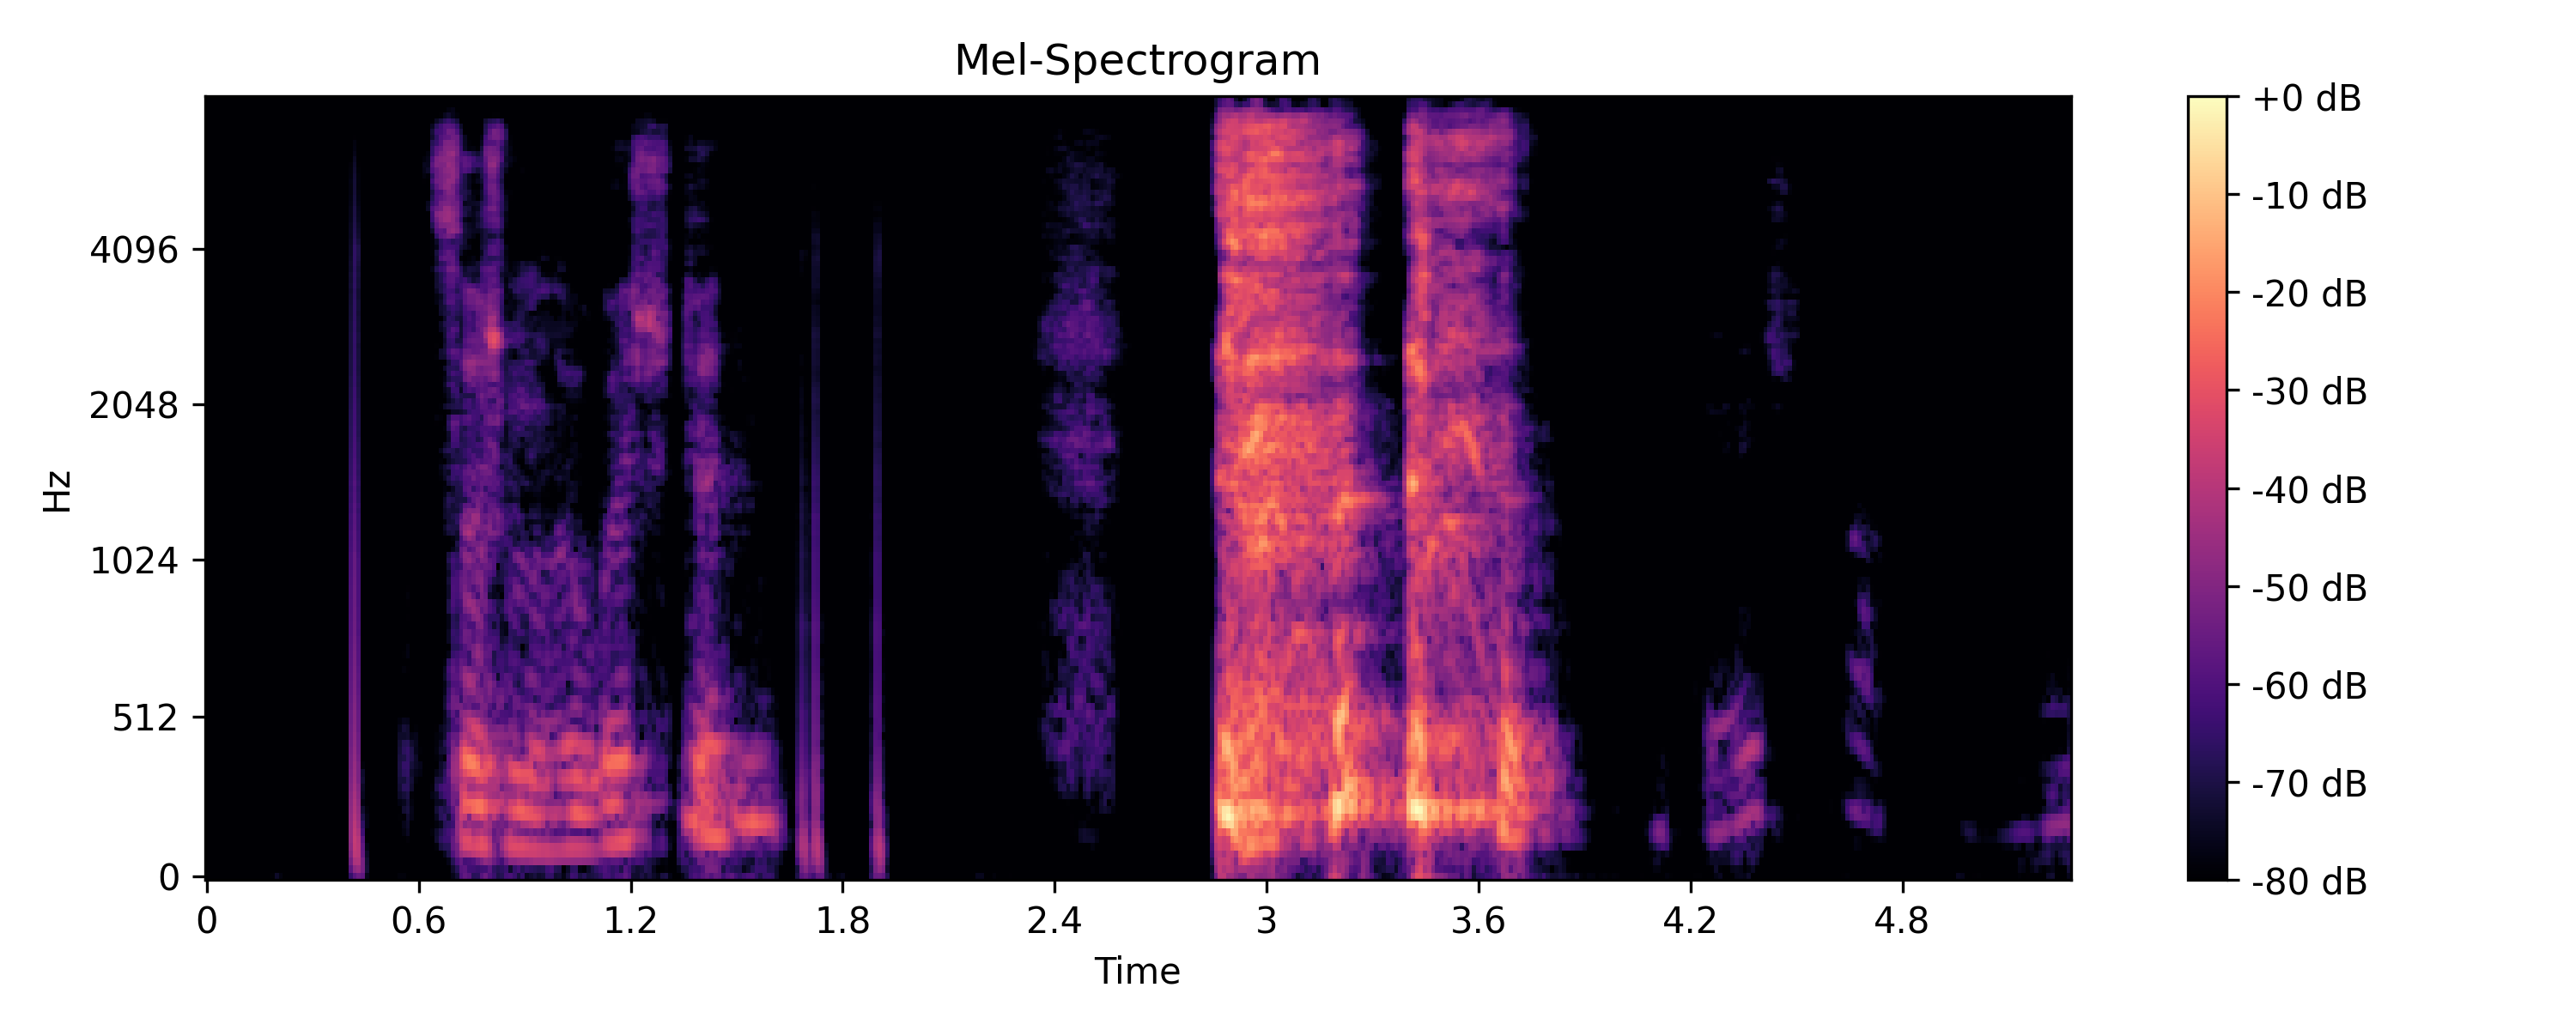 Mel-Spectrogram
+0 dB
-10 dB
-20 dB
-30 dB
-40 dB
-50 dB
-60 dB
-70 dB
-80 dB
Hz
4096
2048
1024
512
0
0 0.6 1.2 1.8 2.4 3 3.6 4.2 4.8
Time